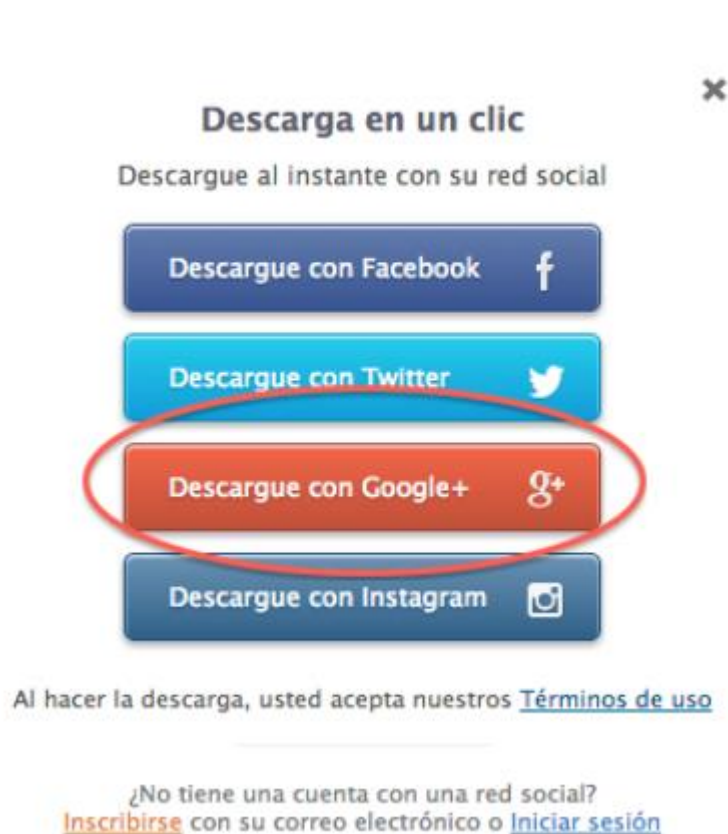 Descarga en un clic
Descargue al instante con su red social
Descargue con Facebook
Descargue con Twitter
Descargue con Google+
Descargue con Instagram
Al hacer la descarga, usted acepta nuestros Términos de uso
¿No tiene una cuenta con una red social?
Inscribirse con su correo electrónico o Iniciar sesión